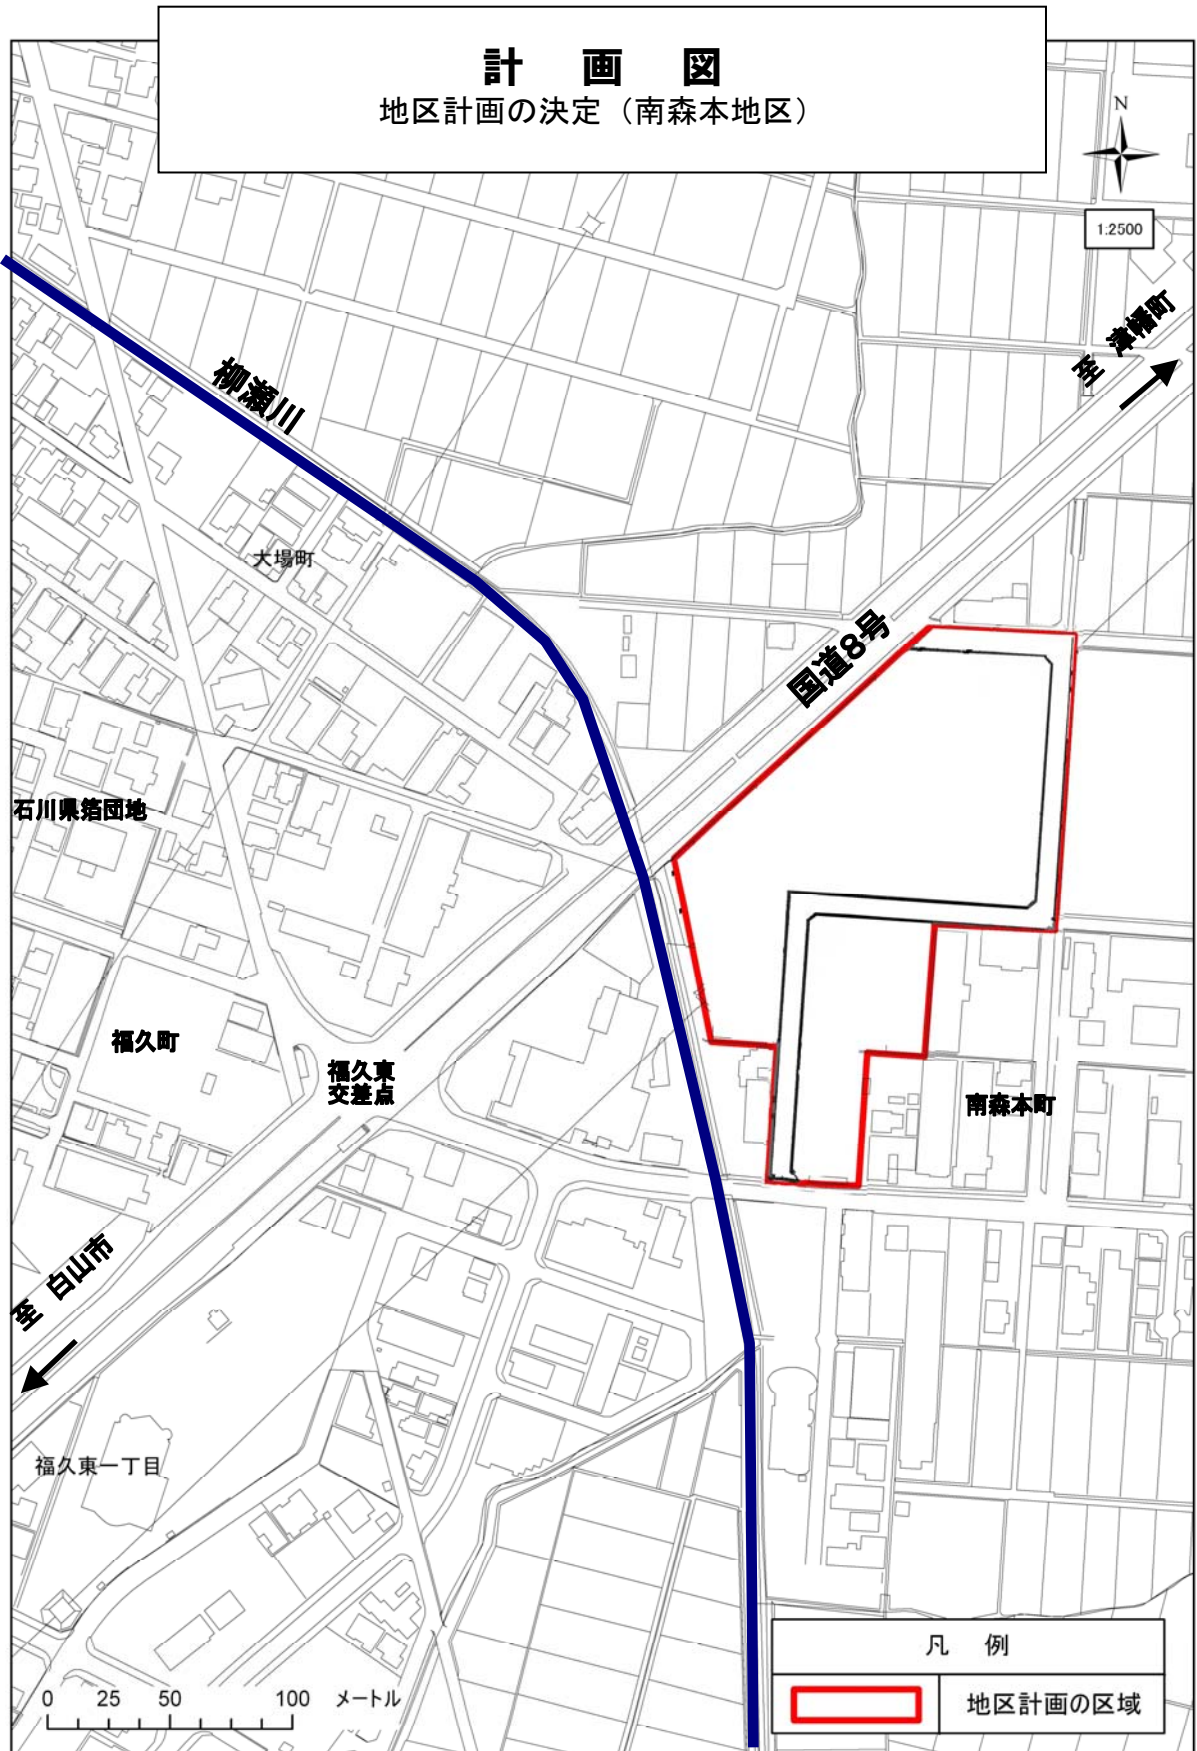 計　画　図
地区計画の決定（南森本地区）
N
1:2500
至 津幡町
柳瀬川
大場町
国道8号
石川県箔団地
福久町
福久東
交差点
南森本町
至 白山市
福久東一丁目
凡 例
地区計画の区域
0 25 50 100 メートル